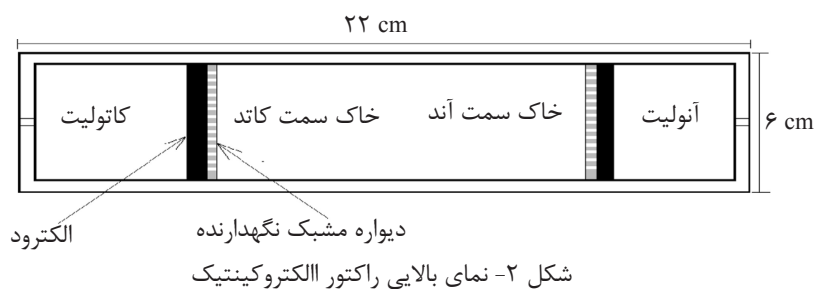 ۲۲ cm
آنولیت
خاک سمت آند
خاک سمت کاتد
کاتولیت
۶ cm
دیواره مشبک نگهدارنده
الکترود
شکل ۲- نمای بالایی راکتور االکتروکینتیک